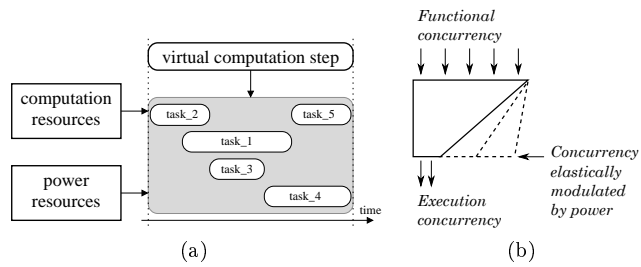 virtual computation step
computation
resources
power
resources
task_2
task_5
task_1
task_3
task_4
time
(a)
Functional
concurrency
Concurrency
elastically
modulated
by power
Execution
concurrency
(b)